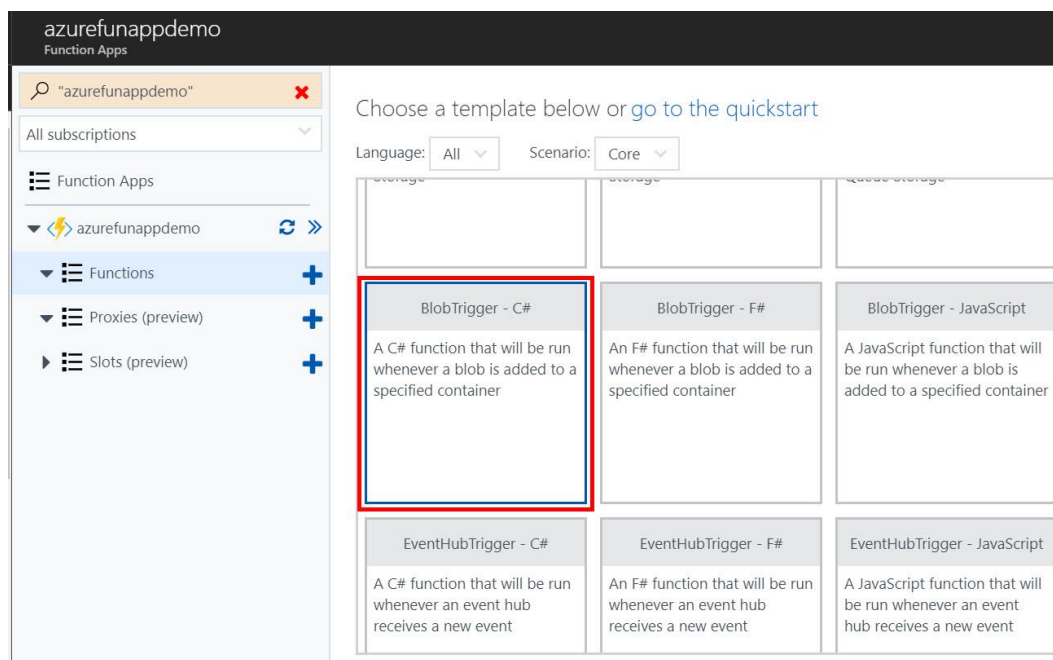 azurefunappdemo
Function Apps
"azurefunappdemo"
All subscriptions
Function Apps
azurefunappdemo
Functions
Proxies (preview)
Slots (preview)
Choose a template below or go to the quickstart
Language: All Scenario: Core
Storage
Storage
Queue Storage
BlobTrigger - C#
A C# function that will be run
whenever a blob is added to a
specified container
BlobTrigger - F#
An F# function that will be run
whenever a blob is added to a
specified container
BlobTrigger - JavaScript
A JavaScript function that will
be run whenever a blob is
added to a specified container
EventHubTrigger - C#
A C# function that will be run
whenever an event hub
receives a new event
EventHubTrigger - F#
An F# function that will be run
whenever an event hub
receives a new event
EventHubTrigger - JavaScript
A JavaScript function that will
be run whenever an event
hub receives a new event